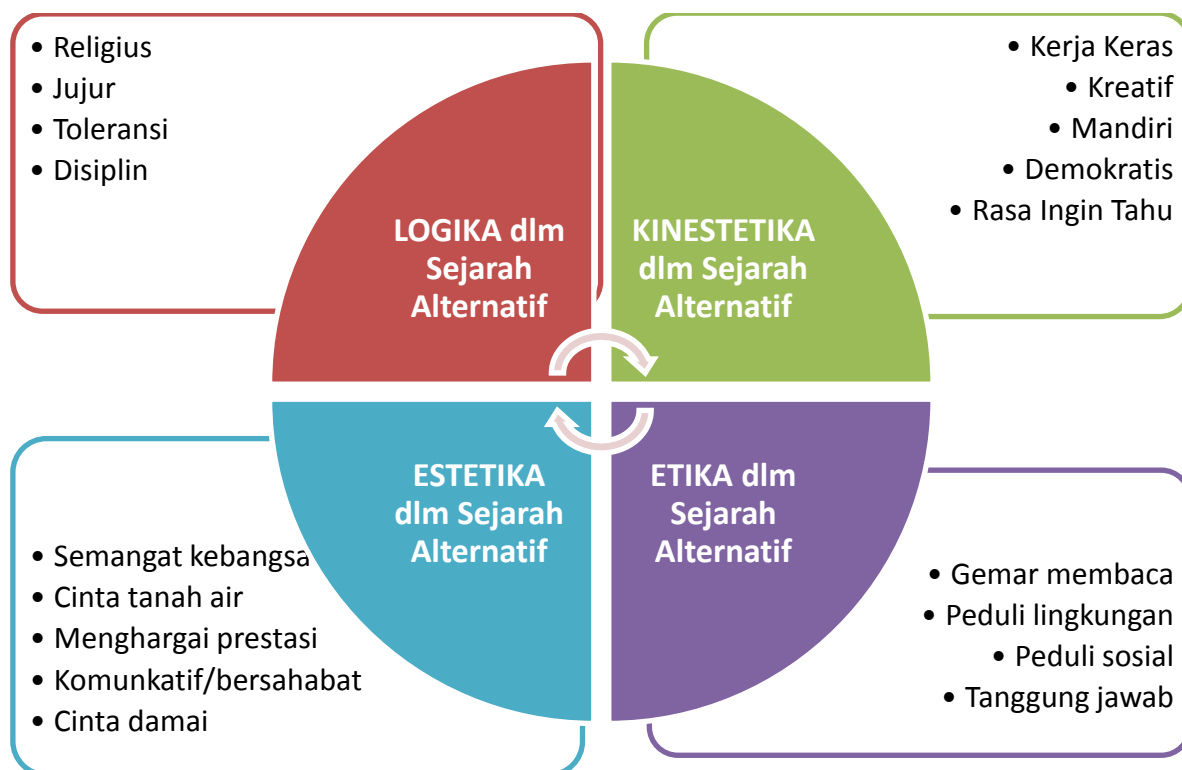 • Religius
• Jujur
• Toleransi
• Disiplin
• Kerja Keras
• Kreatif
• Mandiri
• Demokratis
• Rasa Ingin Tahu
LOGIKA dlm
Sejarah
Alternatif
KINESTETIKA
dlm Sejarah
Alternatif
ESTETIKA
dlm Sejarah
Alternatif
ETIKA dlm
Sejarah
Alternatif
• Semangat kebangsa
• Cinta tanah air
• Menghargai prestasi
• Komunkatif/bersahabat
• Cinta damai
• Gemar membaca
• Peduli lingkungan
• Peduli sosial
• Tanggung jawab